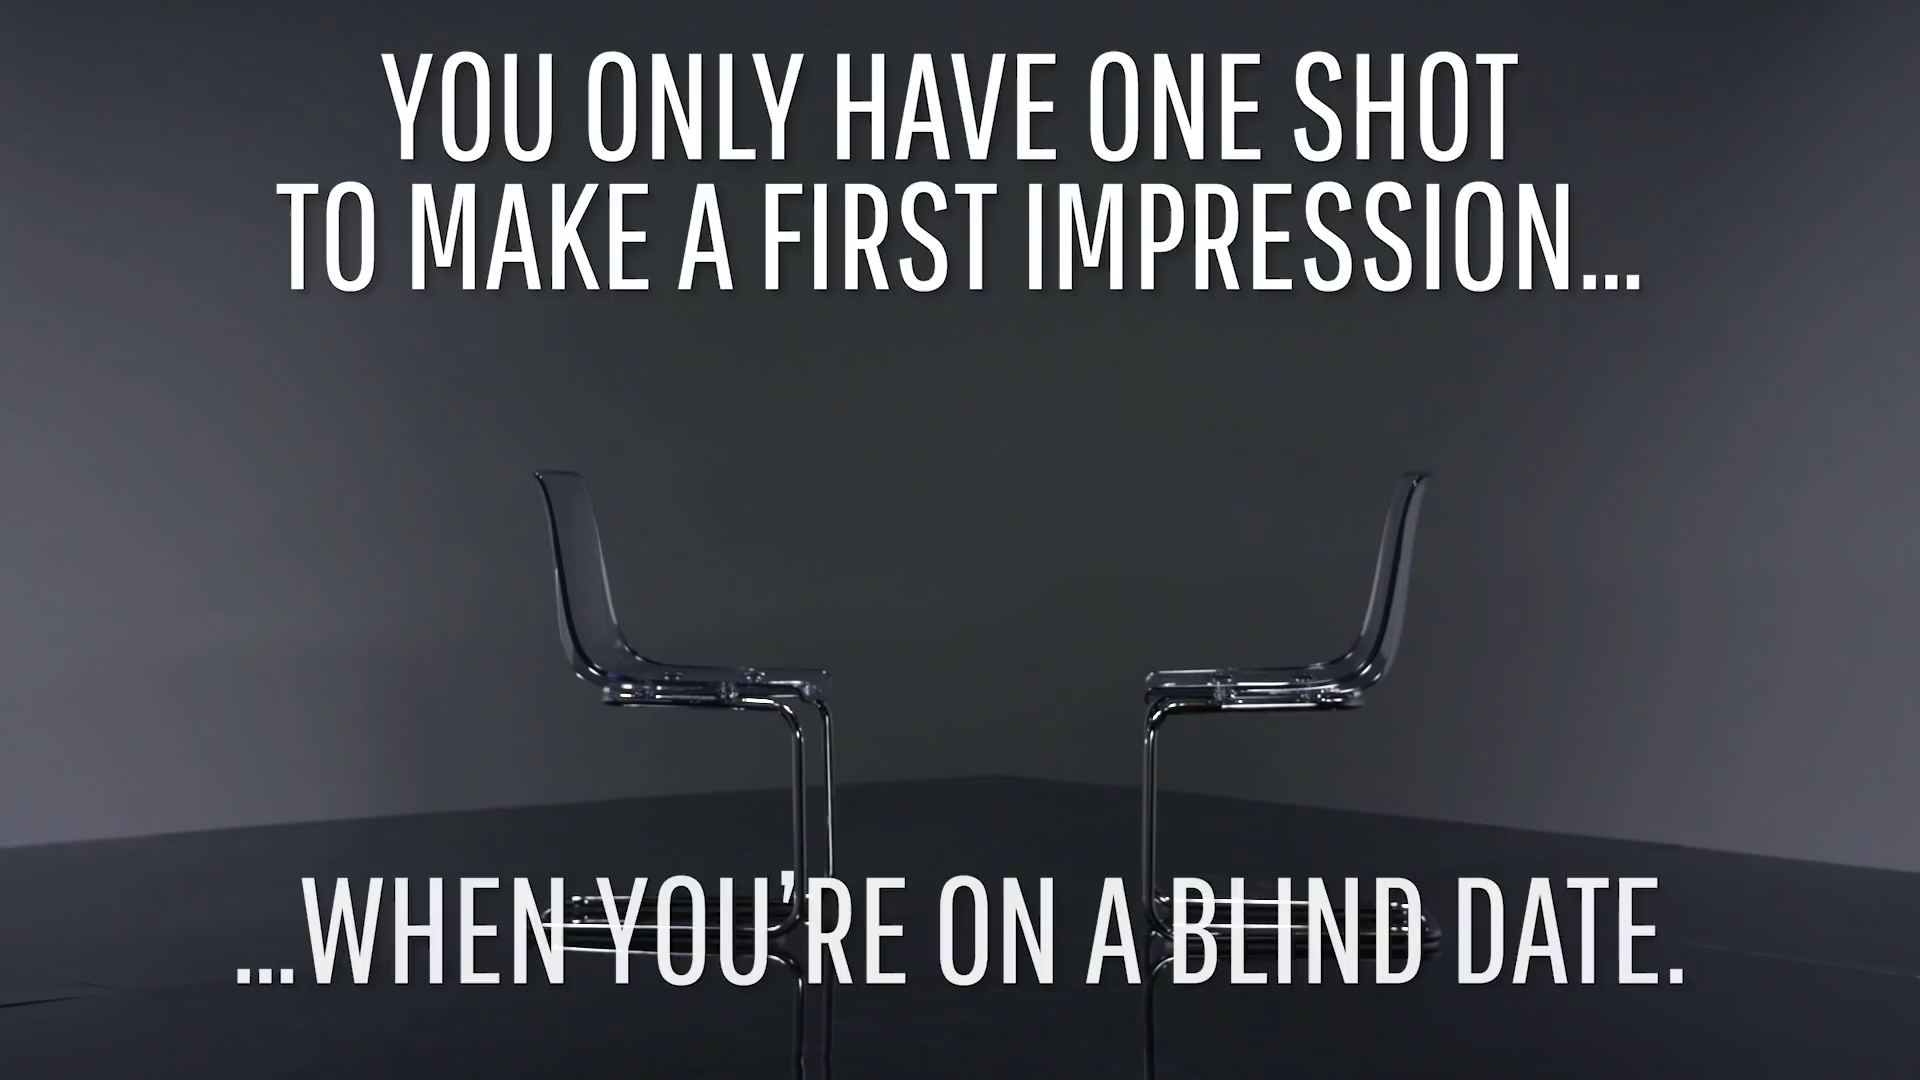 YOU ONLY HAVE ONE SHOT
TO MAKE A FIRST IMPRESSION...
...WHEN YOU'RE ON A BLIND DATE.